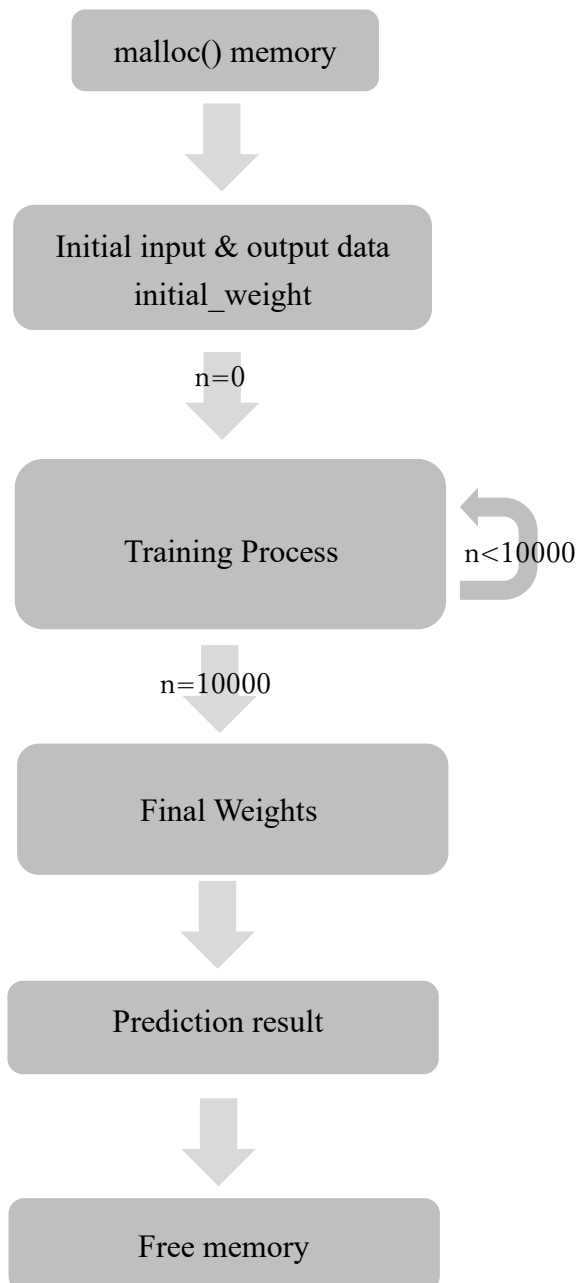 malloc() memory
Initial input & output data
initial_weight
n=0
Training Process
n<10000
n=10000
Final Weights
Prediction result
Free memory